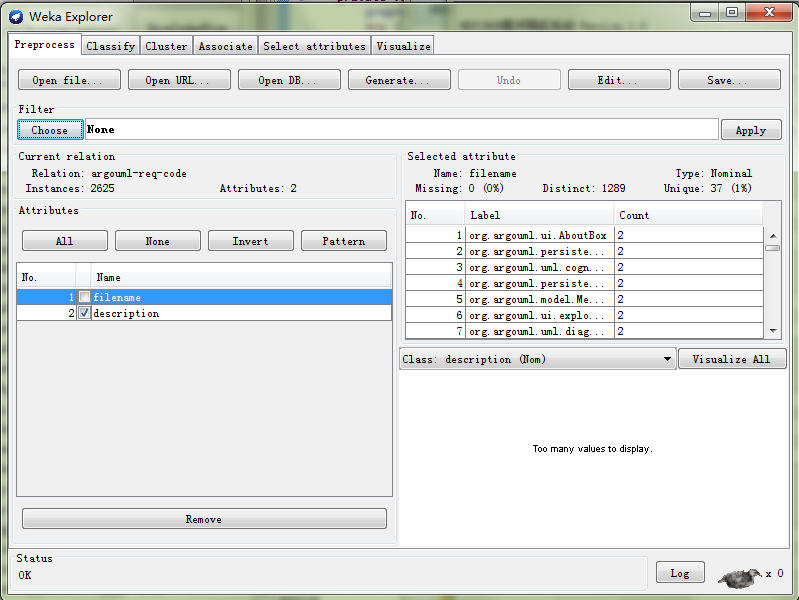 Weka Explorer
Preprocess Classify Cluster Associate Select attributes Visualize
Open file... Open URL... Open DB... Generate... Undo Edit... Save...
Filter
Choose None Apply
Current relation
Relation: argouml-req-code
Instances: 2625 Attributes: 2
Attributes
All None Invert Pattern
No. Name
1 filename
2 description
Remove
Selected attribute
Name: filename Type: Nominal
Missing: 0 (0%) Distinct: 1289 Unique: 37 (1%)
No. Label Count
1 org.argouml.ui.AboutBox 2
2 org.argouml.persiste... 2
3 org.argouml.uml.cogn... 2
4 org.argouml.persiste... 2
5 org.argouml.model.Me... 2
6 org.argouml.ui.explo... 2
7 org.argouml.uml.diag... 2
Class: description (Nom) Visualize All
Too many values to display.
Status
OK
Log x 0